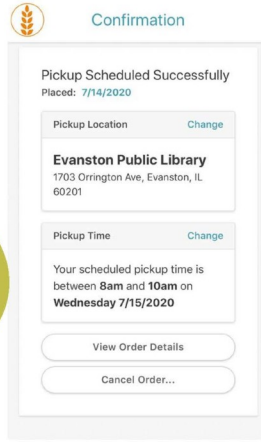 Confirmation
Pickup Scheduled Successfully
Placed: 7/14/2020
Pickup Location Change
Evanston Public Library
1703 Orrington Ave, Evanston, IL
60201
Pickup Time Change
Your scheduled pickup time is
between 8am and 10am on
Wednesday 7/15/2020
View Order Details
Cancel Order...